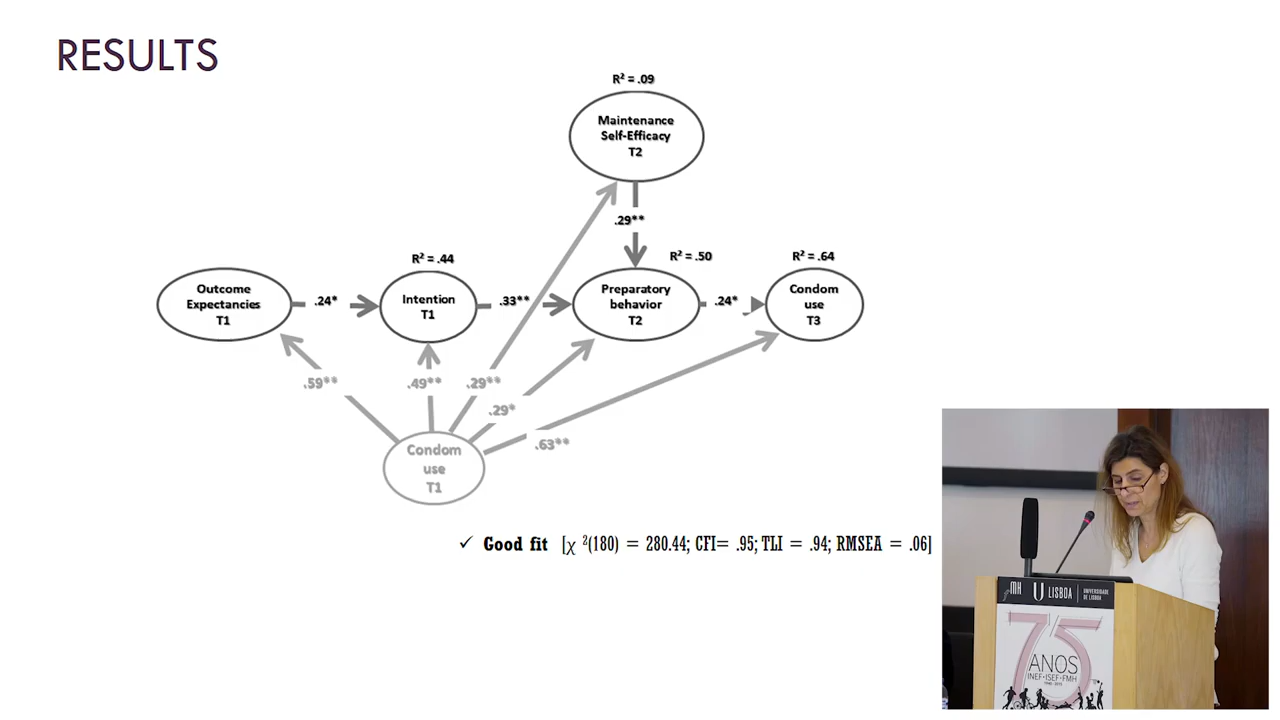 RESULTS
R² = .09
Maintenance
Self-Efficacy
T2
.29**
R² = .44
R² = .50
R² = .64
Outcome
Expectancies
T1
.24*
Intention
T1
.33**
Preparatory
behavior
T2
.24*
Condom
use
T3
.59**
.49**
.29**
.29*
.63**
Condom
use
T1
✓ Good fit [χ ²(180) = 280.44; CFI= .95; TLI = .94; RMSEA = .06]
MH
U LISBOA
UNIVERSIDADE
DE LISBOA
75
ANOS
INEF•ISEF•FMH